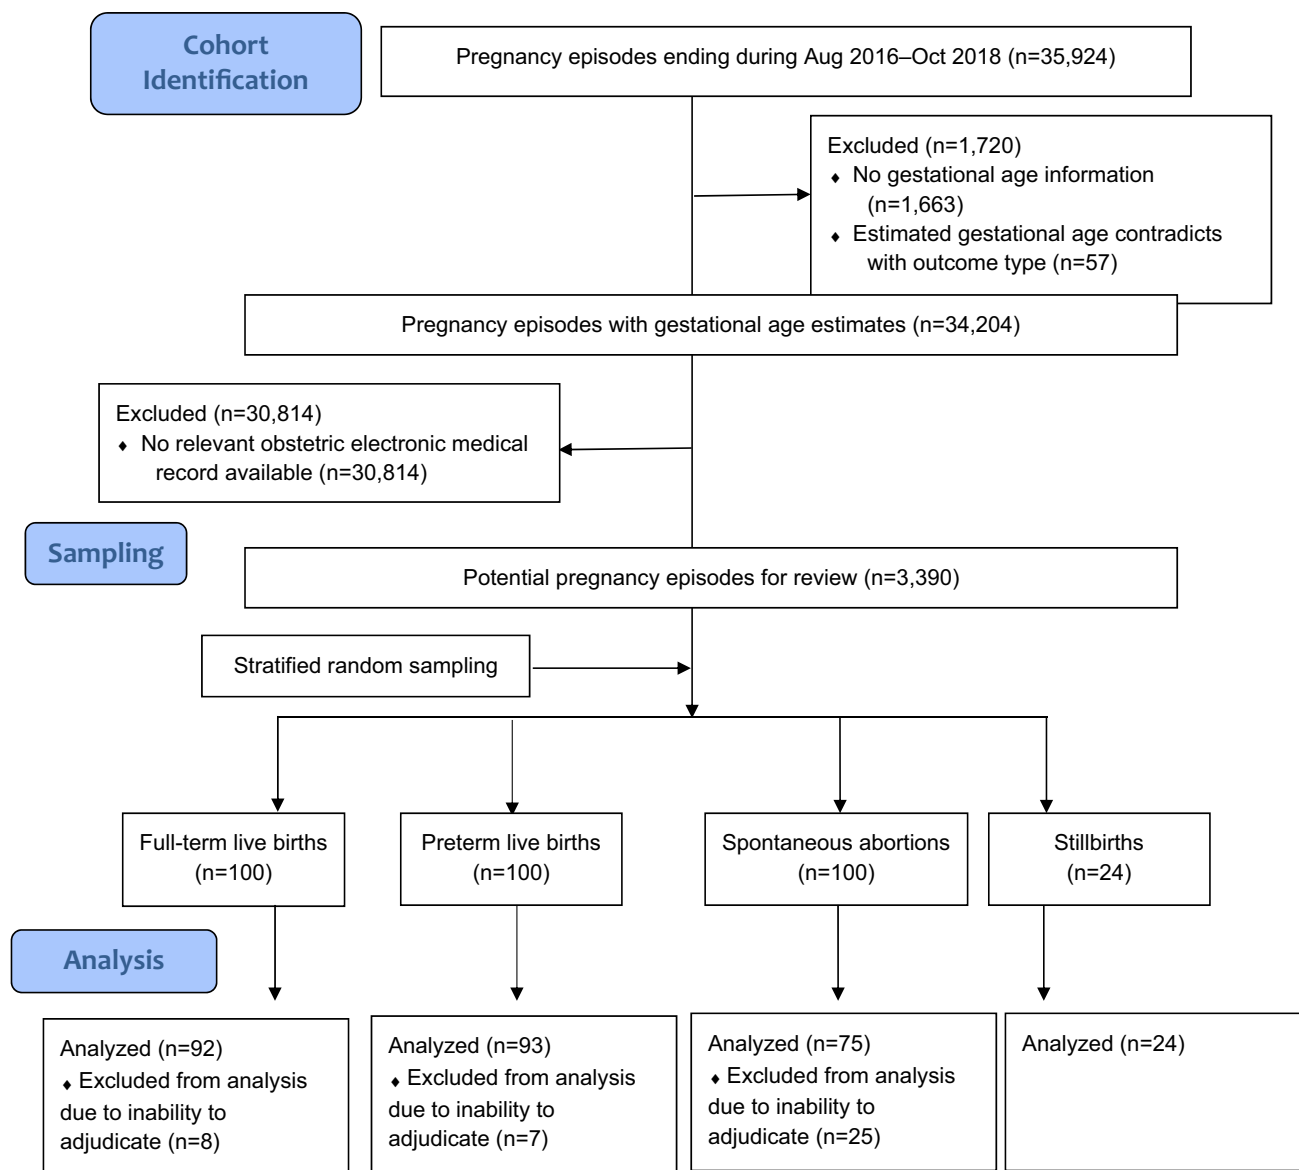 Cohort
Identification
Pregnancy episodes ending during Aug 2016–Oct 2018 (n=35,924)
Excluded (n=1,720)
♦ No gestational age information
(n=1,663)
♦ Estimated gestational age contradicts
with outcome type (n=57)
Pregnancy episodes with gestational age estimates (n=34,204)
Excluded (n=30,814)
♦ No relevant obstetric electronic medical
record available (n=30,814)
Sampling
Potential pregnancy episodes for review (n=3,390)
Stratified random sampling
Full-term live births
(n=100)
Preterm live births
(n=100)
Spontaneous abortions
(n=100)
Stillbirths
(n=24)
Analysis
Analyzed (n=92)
♦ Excluded from analysis
due to inability to
adjudicate (n=8)
Analyzed (n=93)
♦ Excluded from analysis
due to inability to
adjudicate (n=7)
Analyzed (n=75)
♦ Excluded from analysis
due to inability to
adjudicate (n=25)
Analyzed (n=24)